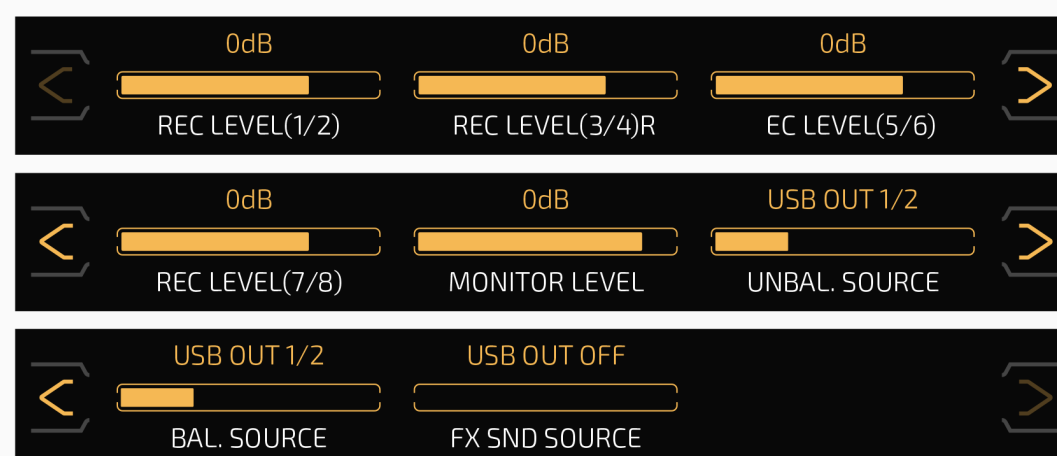 0dB 0dB 0dB
REC LEVEL(1/2) REC LEVEL(3/4)R EC LEVEL(5/6)
0dB 0dB USB OUT 1/2
REC LEVEL(7/8) MONITOR LEVEL UNBAL. SOURCE
USB OUT 1/2 USB OUT OFF
BAL. SOURCE FX SND SOURCE